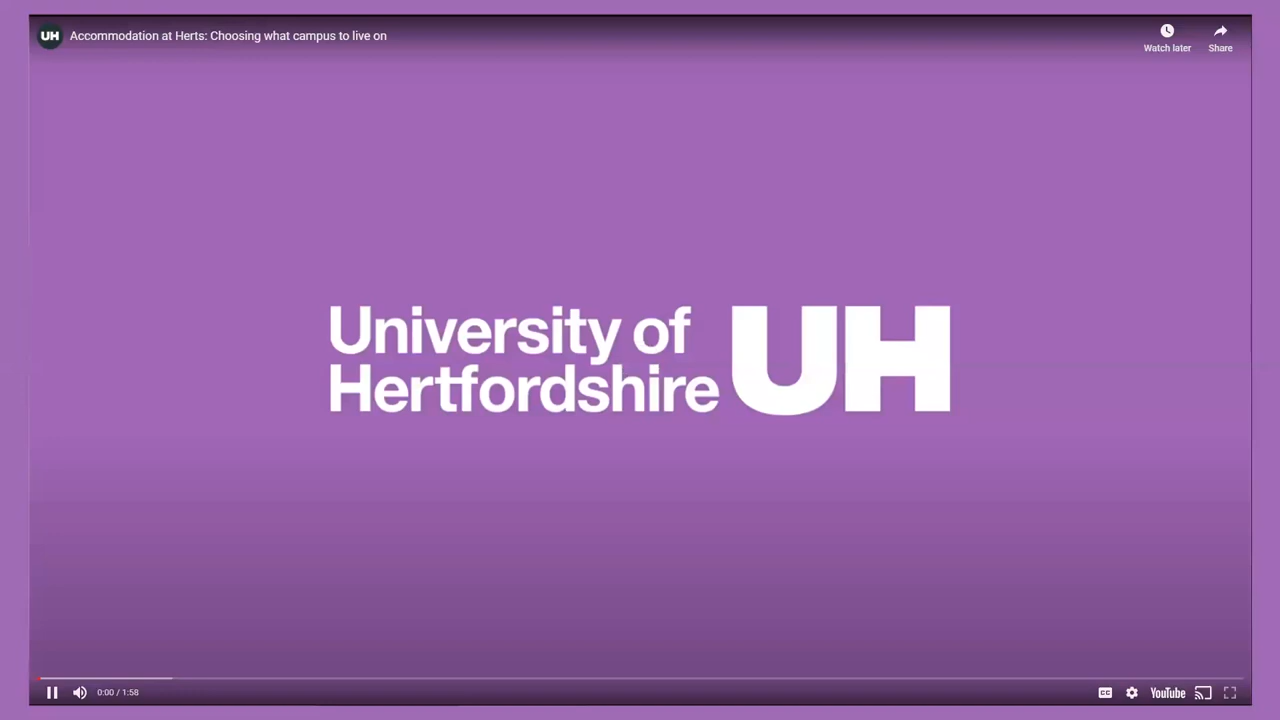 UH Accommodation at Herts: Choosing what campus to live on
Watch later Share
University of
Hertfordshire UH
0:00 / 1:58
CC YouTube